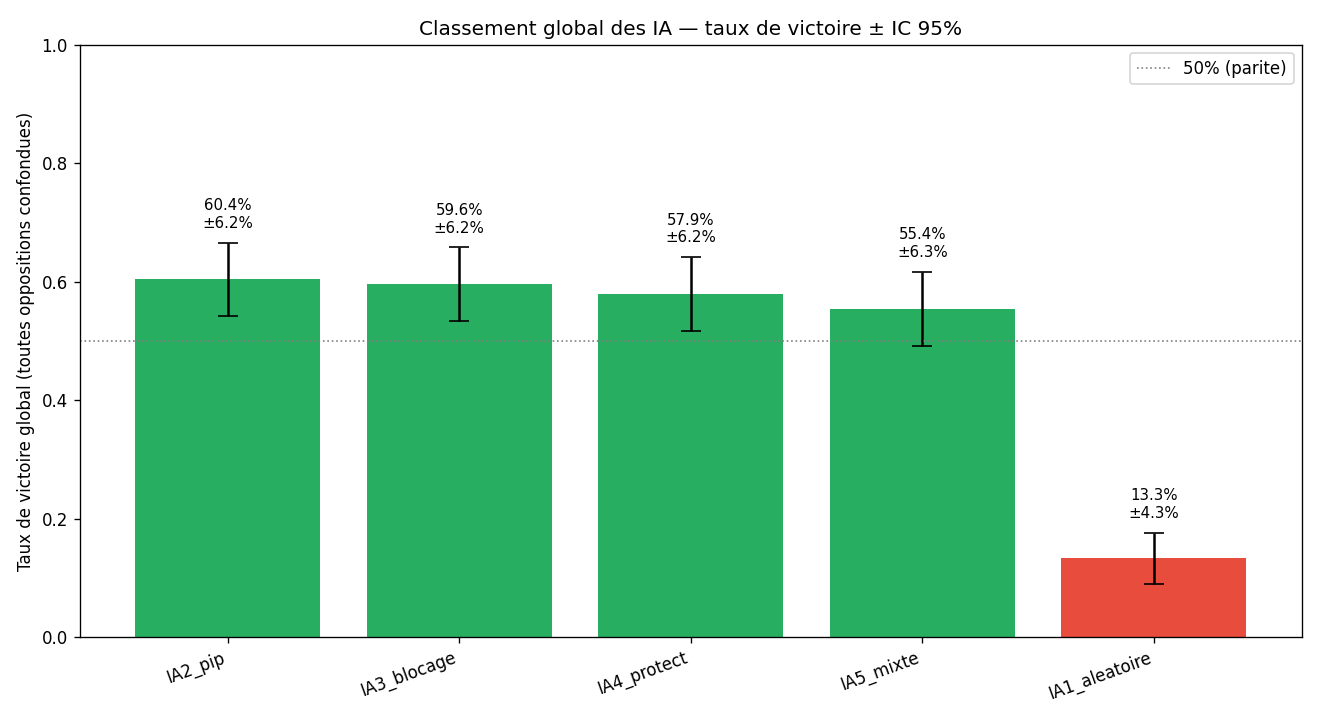 Classement global des IA — taux de victoire ± IC 95%
Taux de victoire global (toutes oppositions confondues)
1.0
0.8
0.6
0.4
0.2
0.0
50% (parite)
60.4%
±6.2%
59.6%
±6.2%
57.9%
±6.2%
55.4%
±6.3%
13.3%
±4.3%
IA2_pip
IA3_blocage
IA4_protect
IA5_mixte
IA1_aleatoire